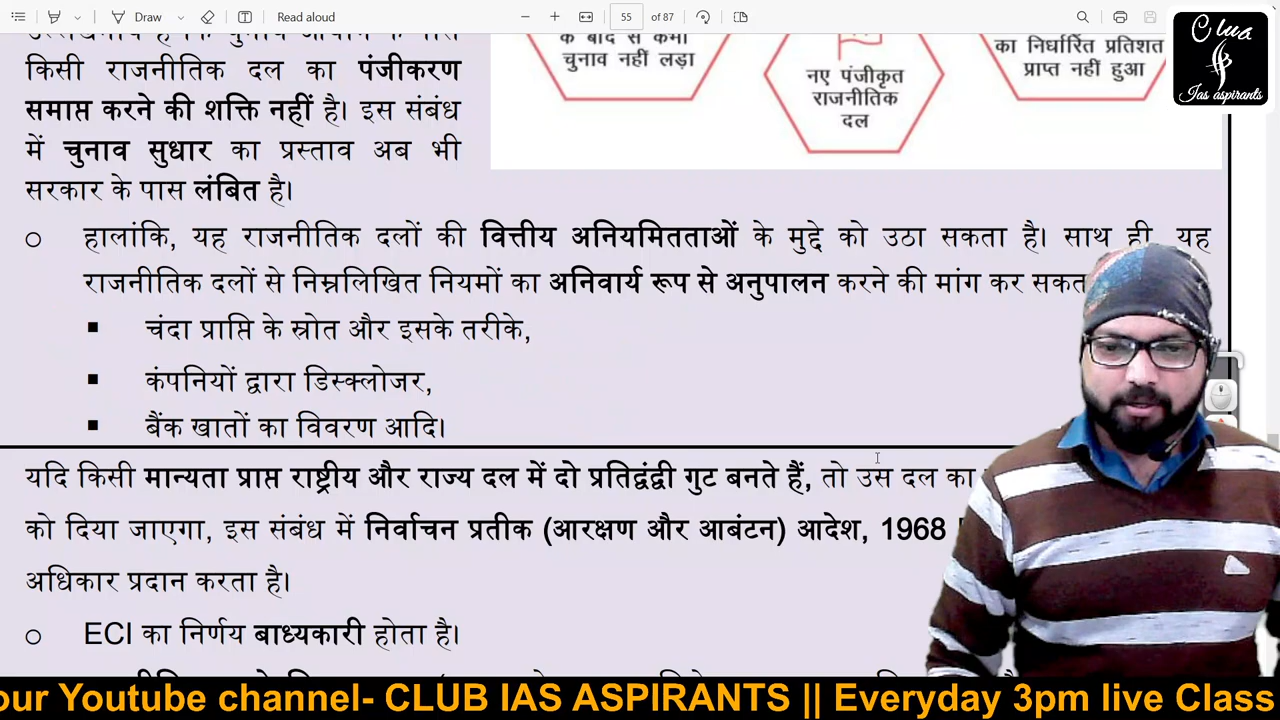 Draw
Read aloud
55 of 87
Clua
Ias aspirants
किसी राजनीतिक दल का पंजीकरण
समाप्त करने की शक्ति नहीं है। इस संबंध
में चुनाव सुधार का प्रस्ताव अब भी
सरकार के पास लंबित है।
के बाद से कभी
चुनाव नहीं लड़ा
नए पंजीकृत
राजनीतिक
दल
का निर्धारित प्रतिशत
प्राप्त नहीं हुआ
o हालांकि, यह राजनीतिक दलों की वित्तीय अनियमितताओं के मुद्दे को उठा सकता है। साथ ही, यह
राजनीतिक दलों से निम्नलिखित नियमों का अनिवार्य रूप से अनुपालन करने की मांग कर सकत
▪ चंदा प्राप्ति के स्रोत और इसके तरीके,
▪ कंपनियों द्वारा डिस्क्लोजर,
▪ बैंक खातों का विवरण आदि।
यदि किसी मान्यता प्राप्त राष्ट्रीय और राज्य दल में दो प्रतिद्वंद्वी गुट बनते हैं, तो उस दल का
को दिया जाएगा, इस संबंध में निर्वाचन प्रतीक (आरक्षण और आबंटन) आदेश, 1968
अधिकार प्रदान करता है।
o ECI का निर्णय बाध्यकारी होता है।
our Youtube channel- CLUB IAS ASPIRANTS || Everyday 3pm live Class